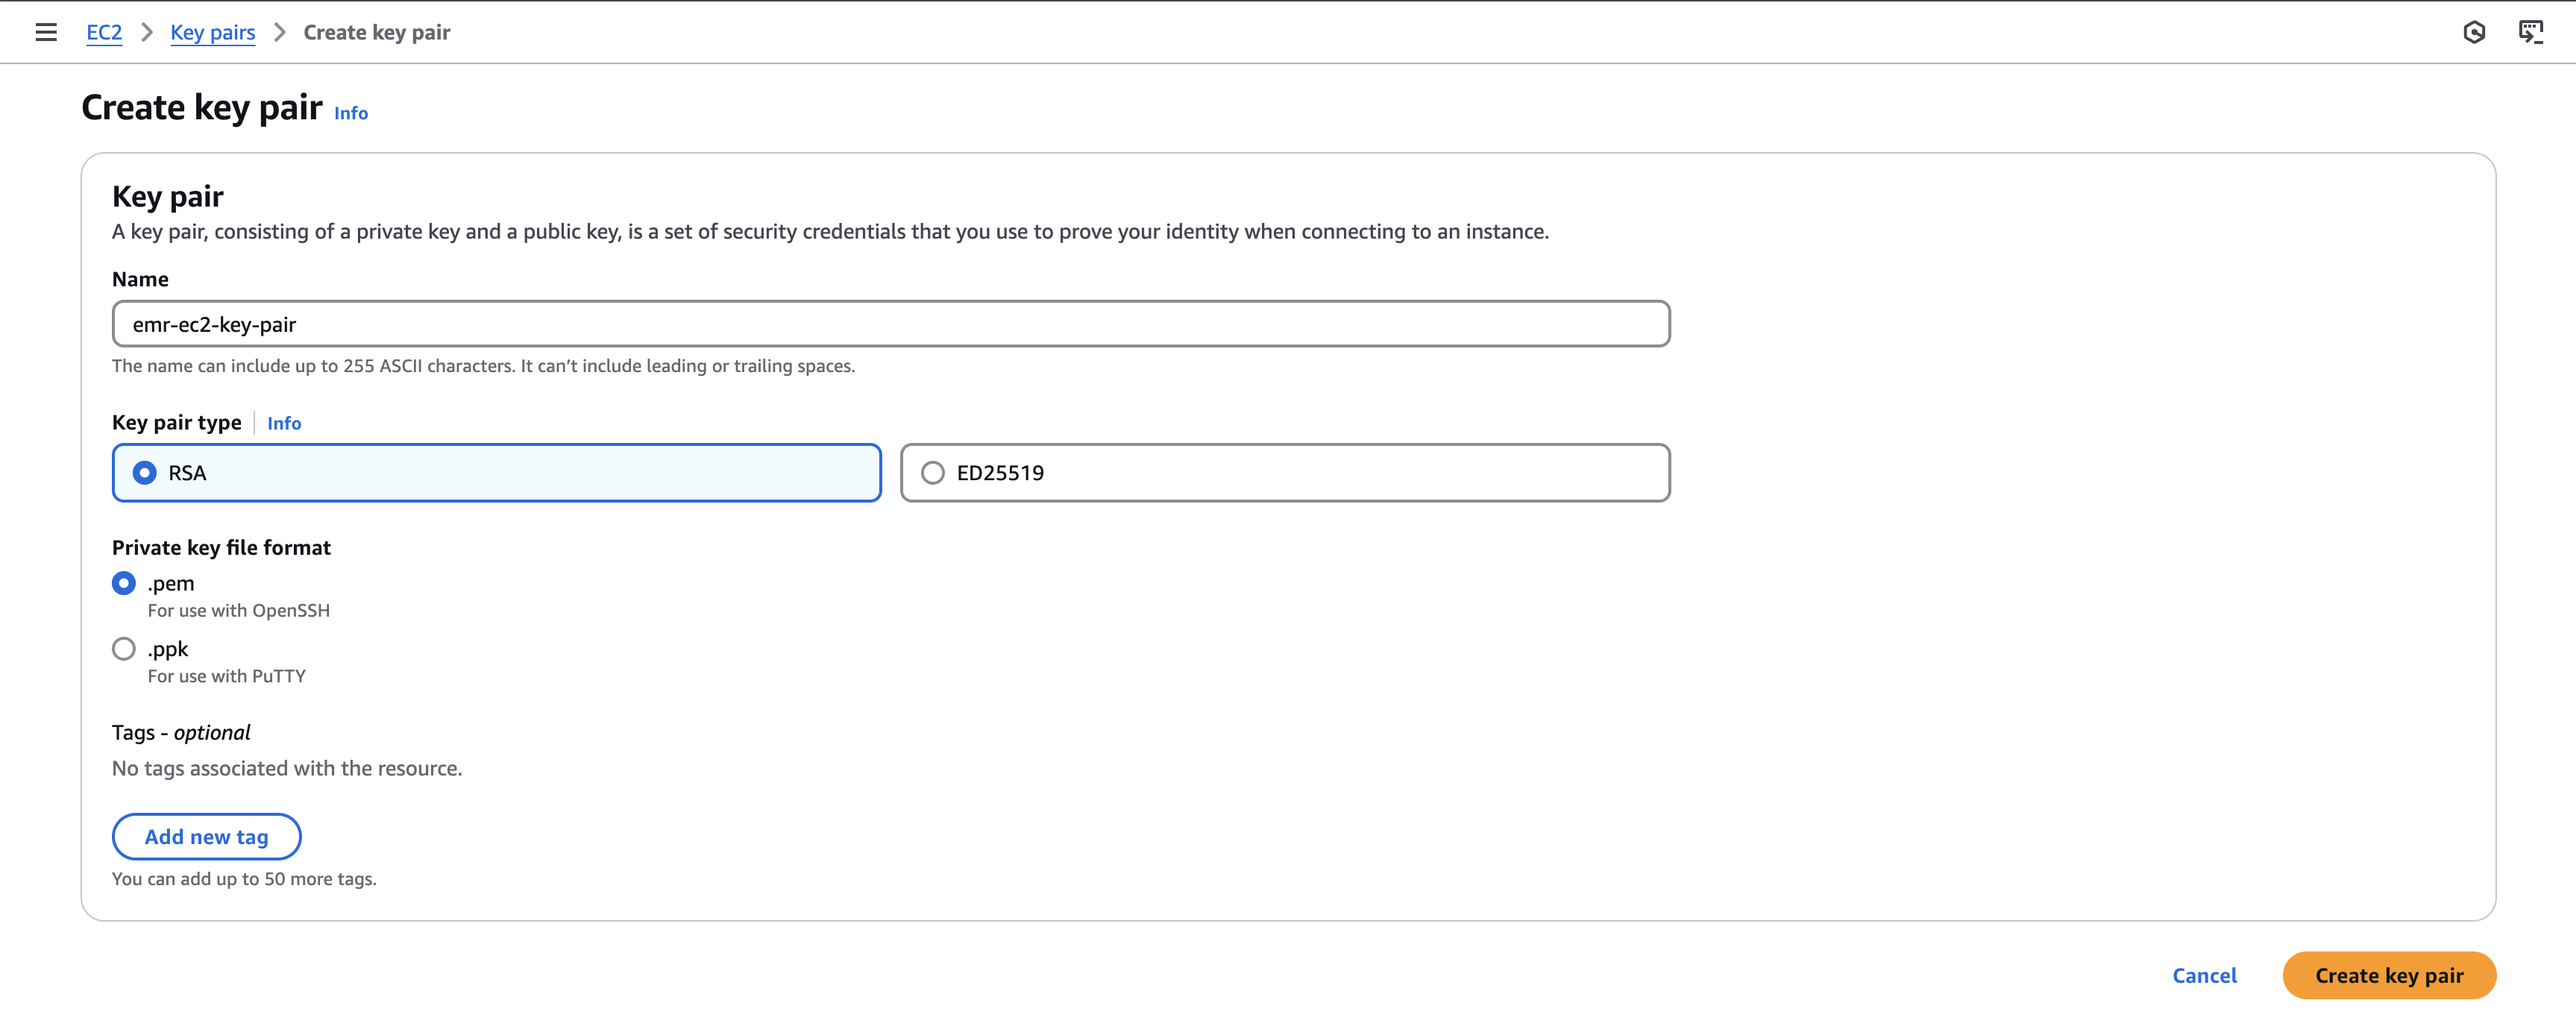 EC2 > Key pairs > Create key pair
Create key pair Info
Key pair
A key pair, consisting of a private key and a public key, is a set of security credentials that you use to prove your identity when connecting to an instance.
Name
emr-ec2-key-pair
The name can include up to 255 ASCII characters. It can’t include leading or trailing spaces.
Key pair type | Info
RSA
ED25519
Private key file format
.pem
For use with OpenSSH
.ppk
For use with PuTTY
Tags - optional
No tags associated with the resource.
Add new tag
You can add up to 50 more tags.
Cancel
Create key pair